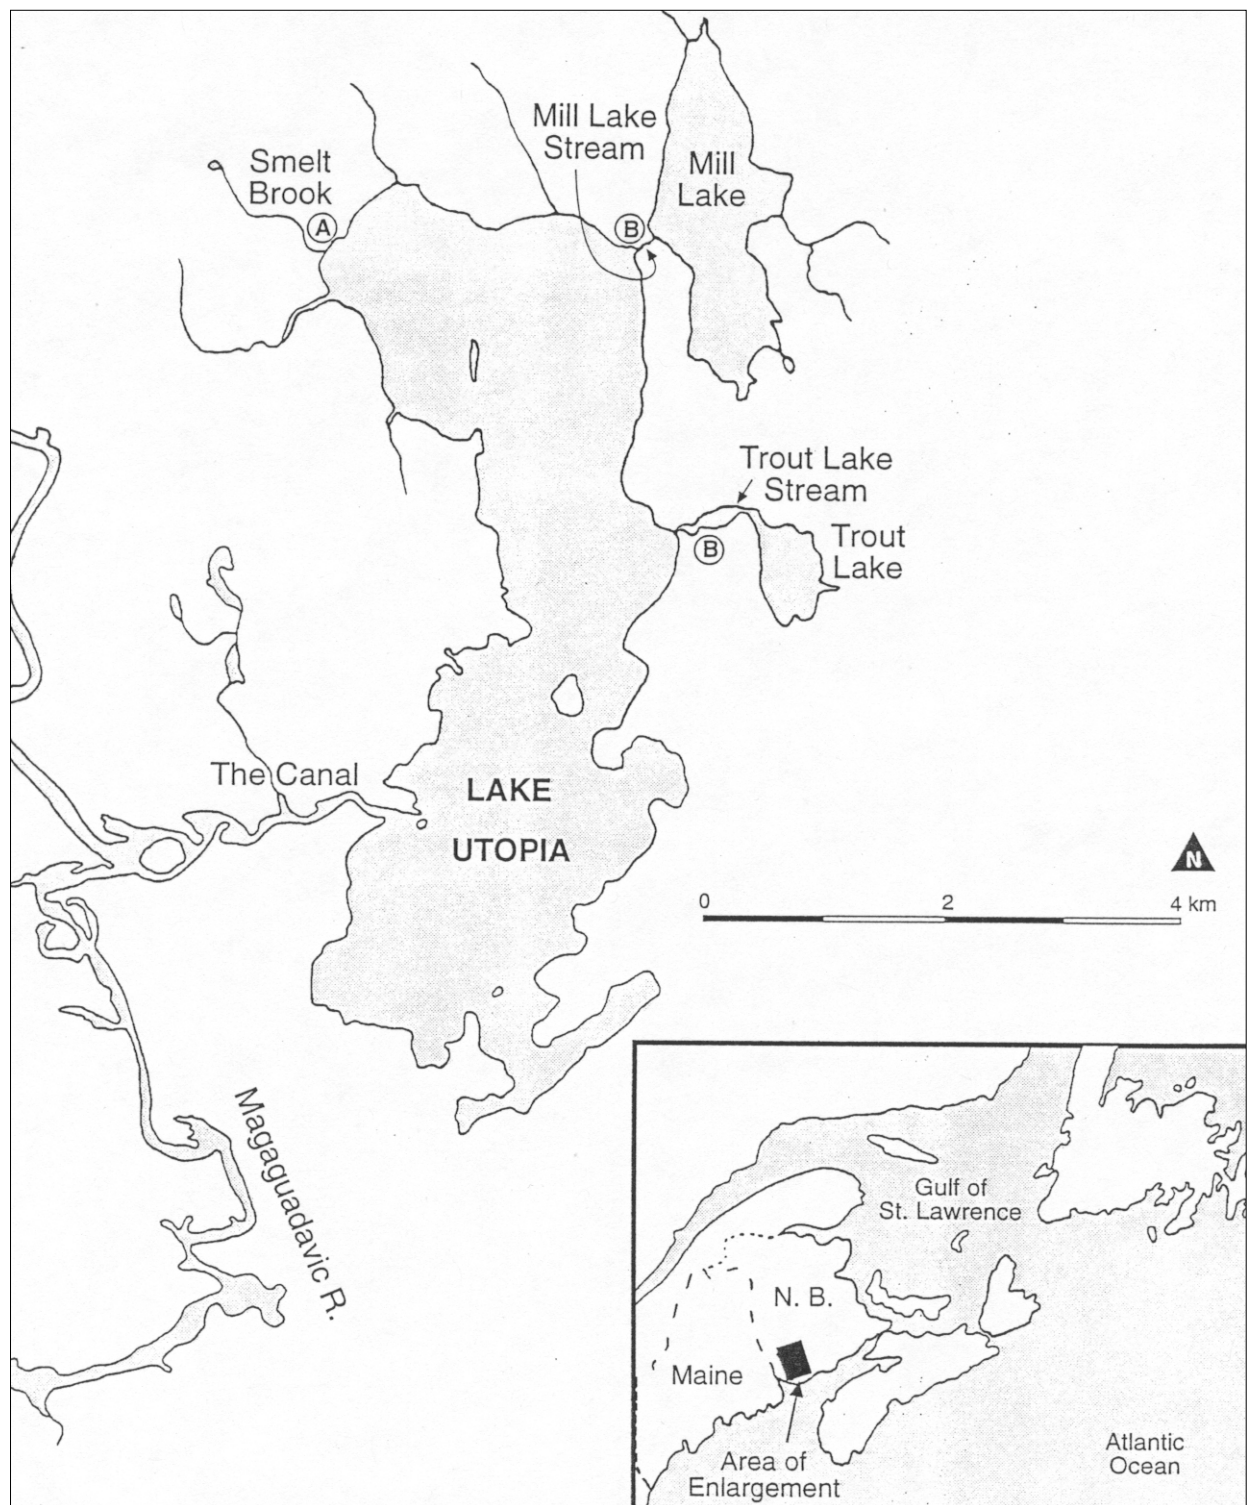 Mill Lake
Stream
Smelt
Brook
Mill
Lake
A
B
Trout Lake
Stream
B
Trout
Lake
The Canal
LAKE
UTOPIA
N
0 2 4 km
Magaguadavic R.
Gulf of
St. Lawrence
N. B.
Maine
Area of
Enlargement
Atlantic
Ocean